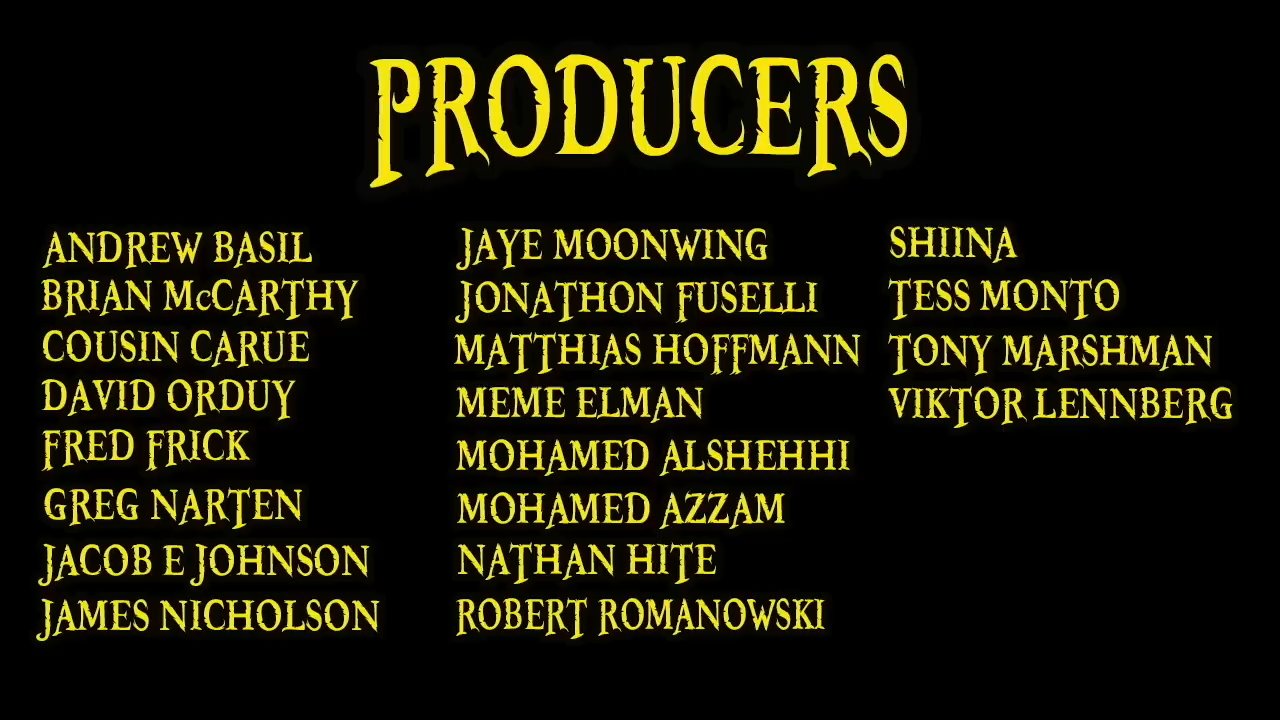 PRODUCERS
ANDREW BASIL
BRIAN McCARTHY
COUSIN CARUE
DAVID ORDUY
FRED FRICK
GREG NARTEN
JACOB E JOHNSON
JAMES NICHOLSON
JAYE MOONWING
JONATHON FUSELLI
MATTHIAS HOFFMANN
MEME ELMAN
MOHAMED ALSHEHHI
MOHAMED AZZAM
NATHAN HITE
ROBERT ROMANOWSKI
SHIINA
TESS MONTO
TONY MARSHMAN
VIKTOR LENNBERG